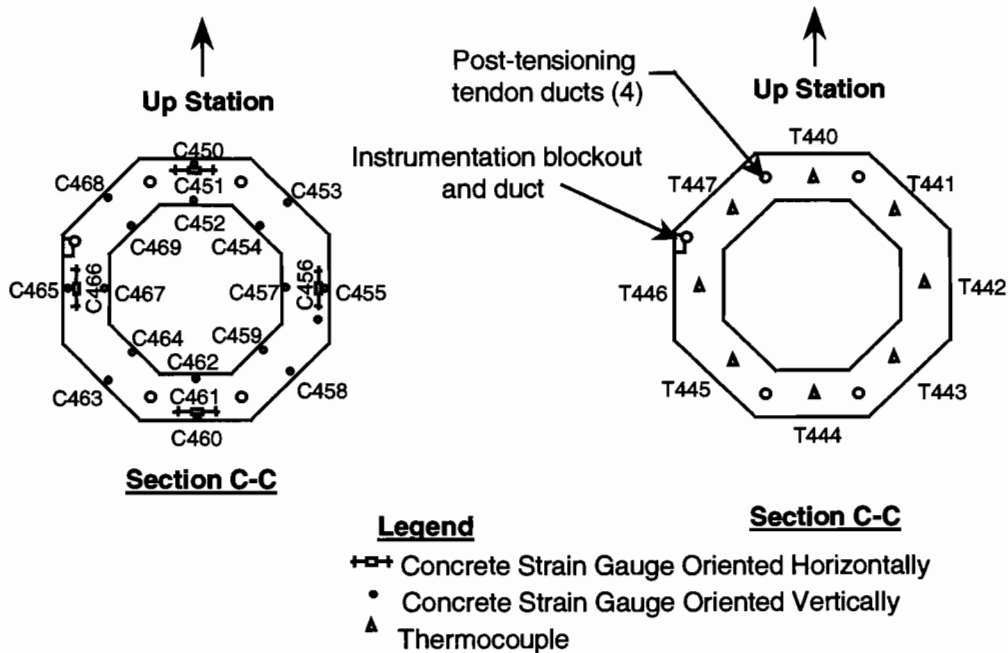 Up Station
C450
C451
C468
C453
C469
C452
C454
C465
C466
C467
C457
C456
C455
C464
C459
C462
C463
C461
C458
C460
Section C-C
Post-tensioning
tendon ducts (4)
Up Station
T440
Instrumentation blockout
and duct
T447
T441
T446
T442
T445
T443
T444
Section C-C
Legend
Concrete Strain Gauge Oriented Horizontally
Concrete Strain Gauge Oriented Vertically
Thermocouple